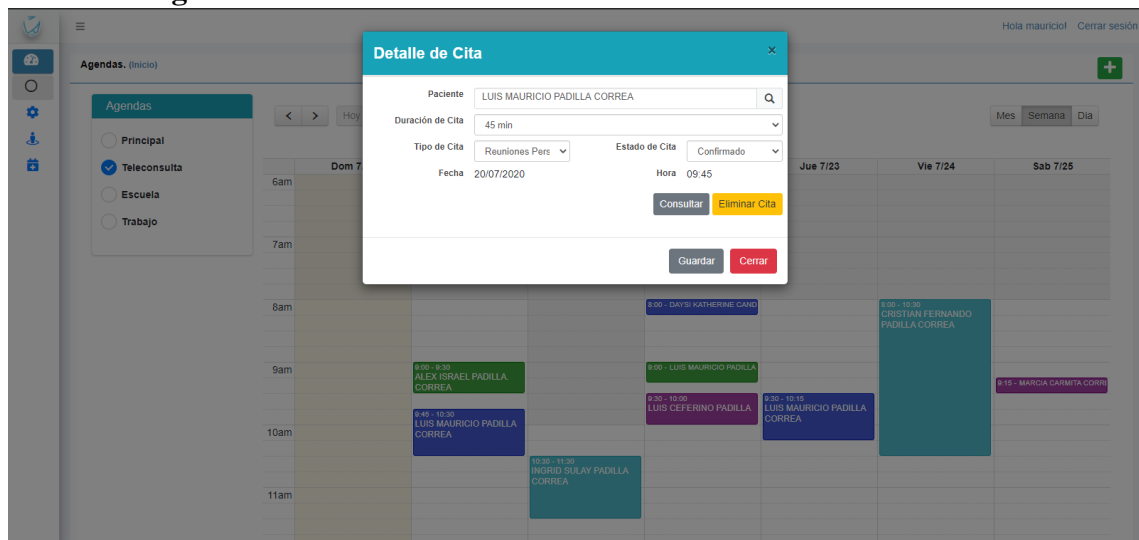 Hola mauricio! Cerrar sesión
Detalle de Cita ×
Agendas. (Inicio)
+
Agendas
Principal
Teleconsulta
Escuela
Trabajo
< > Hoy
Mes Semana Dia
Paciente LUIS MAURICIO PADILLA CORREA
Duración de Cita 45 min
Tipo de Cita Reuniones Pers Estado de Cita Confirmado
Fecha 20/07/2020 Hora 09:45
Consultar Eliminar Cita
Guardar Cerrar
Dom 7 Jue 7/23 Vie 7/24 Sab 7/25
6am
7am
8am
9am
10am
11am
9:00 - 9:30
ALEX ISRAEL PADILLA
CORREA
9:45 - 10:30
LUIS MAURICIO PADILLA
CORREA
10:30 - 11:30
INGRID SULAY PADILLA
CORREA
8:00 - DAYSI KATHERINE CAND
9:00 - LUIS MAURICIO PADILLA
9:30 - 10:00
LUIS CEFERINO PADILLA
9:30 - 10:15
LUIS MAURICIO PADILLA
CORREA
8:00 - 10:30
CRISTIAN FERNANDO
PADILLA CORREA
9:15 - MARCIA CARMITA CORRI